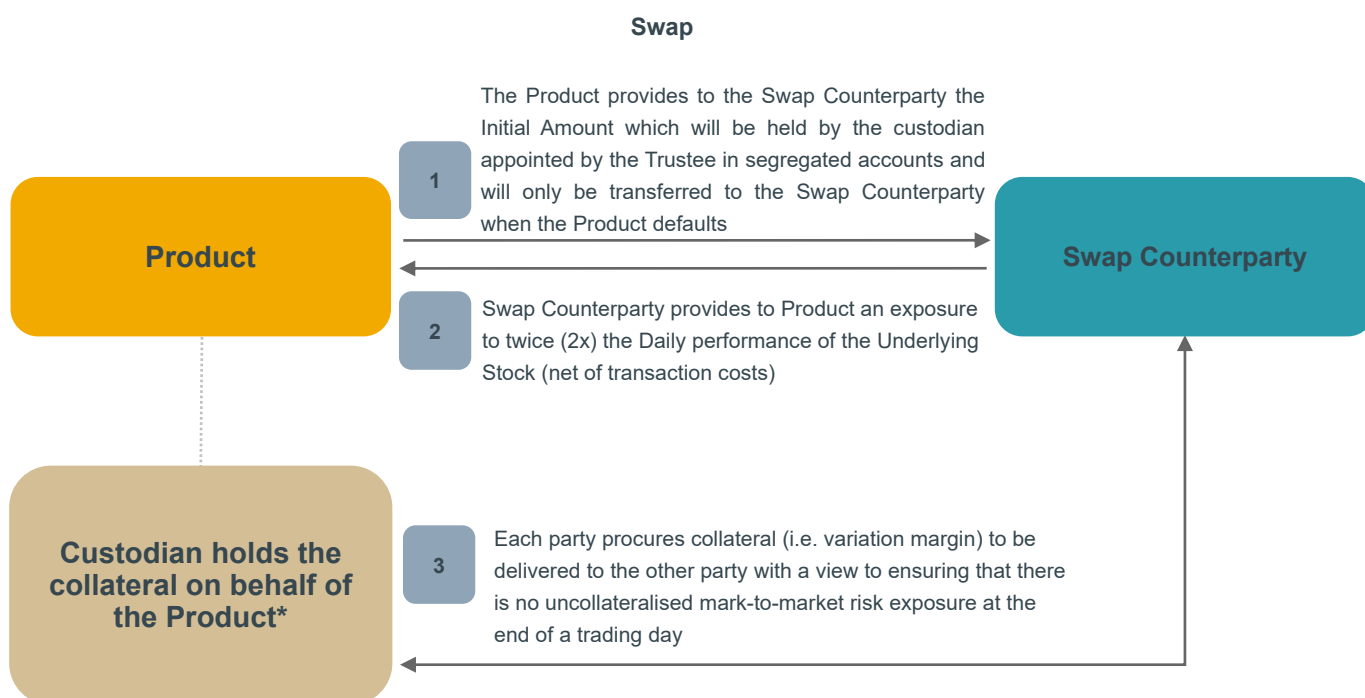 Swap
The Product provides to the Swap Counterparty the
Initial Amount which will be held by the custodian
appointed by the Trustee in segregated accounts and
will only be transferred to the Swap Counterparty
when the Product defaults
1
Product
Swap Counterparty
2
Swap Counterparty provides to Product an exposure
to twice (2x) the Daily performance of the Underlying
Stock (net of transaction costs)
Custodian holds the
collateral on behalf of
the Product*
3
Each party procures collateral (i.e. variation margin) to be
delivered to the other party with a view to ensuring that there
is no uncollateralised mark-to-market risk exposure at the
end of a trading day